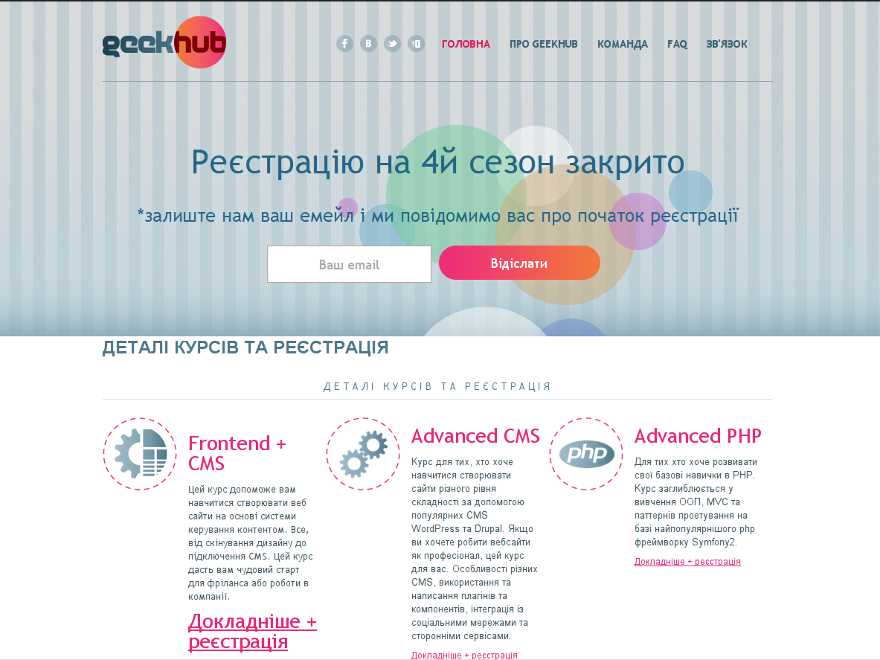 geekhub
ГОЛОВНА ПРО GEEKHUB КОМАНДА FAQ ЗВ'ЯЗОК
Реєстрацію на 4й сезон закрито
*залиште нам ваш емейл і ми повідомимо вас про початок реєстрації
Ваш email
Відіслати
ДЕТАЛІ КУРСІВ ТА РЕЄСТРАЦІЯ
ДЕТАЛІ КУРСІВ ТА РЕЄСТРАЦІЯ
Frontend +
CMS
Цей курс допоможе вам
навчитися створювати веб
сайти на основі системи
керування контентом. Все,
від скінування дизайну до
підключення CMS. Цей курс
дасть вам чудовий старт
для фріланса або роботи в
компанії.
Докладніше +
реєстрація
Advanced CMS
Курс для тих, хто хоче
навчитися створювати
сайти різного рівня
складності за допомогою
популярних CMS
WordPress та Drupal. Якщо
ви хочете робити вебсайти
як професіонал, цей курс
для вас. Особливості різних
CMS, використання та
написання плагінів та
компонентів, інтеграція із
соціальними мережами та
сторонніми сервісами.
Докладніше + реєстрація
php
Advanced PHP
Для тих хто хоче розвивати
свої базові навички в PHP.
Курс заглиблюється у
вивчення ООП, MVC та
паттернів проетування на
базі найпопулярнішого php
фреймворку Symfony2.
Докладніше + реєстрація